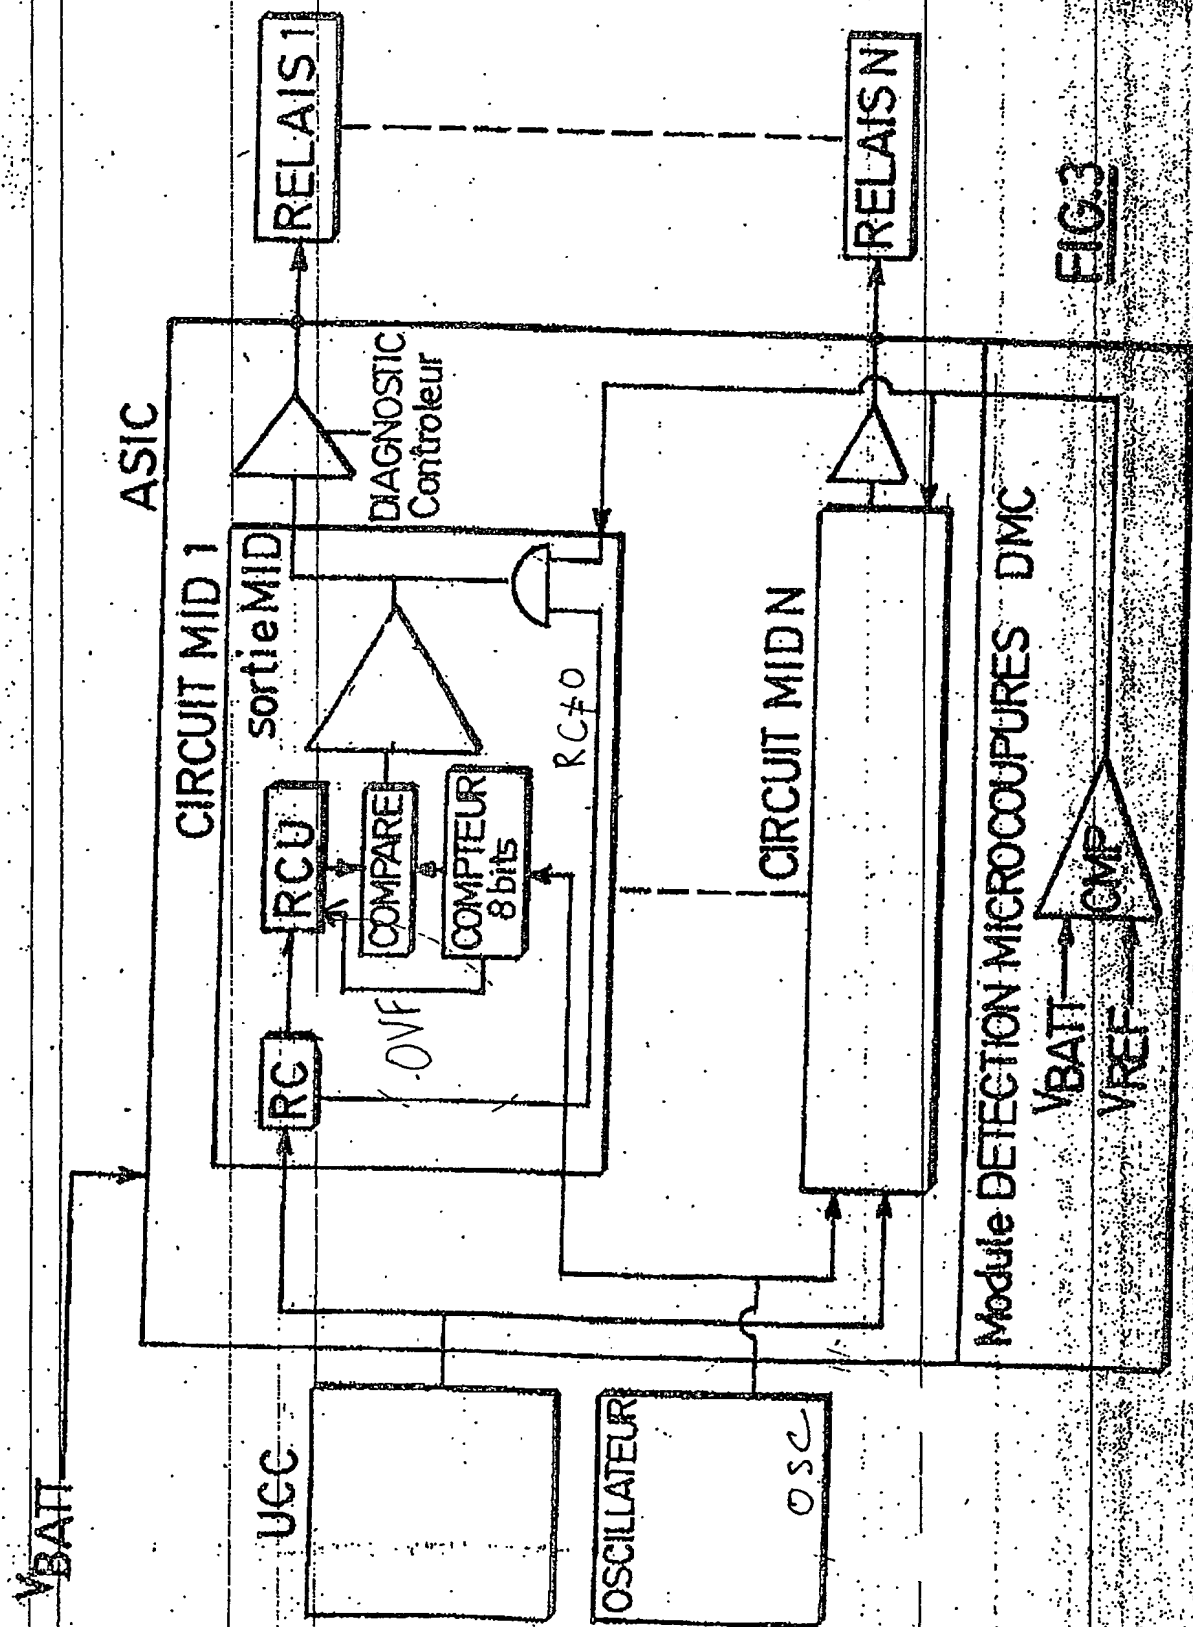 VBATT
ASIC
CIRCUIT MID 1
sortie MID
UCC
RC
RCU
COMPARE
COMPTEUR
8 bits
OVF
RC≠0
DIAGNOSTIC
Controleur
RELAIS 1
OSCILLATEUR
OSC
CIRCUIT MID N
RELAIS N
Module DETECTION MICROCOUPURES DMC
VBATT
VREF
CMP
FIG.3